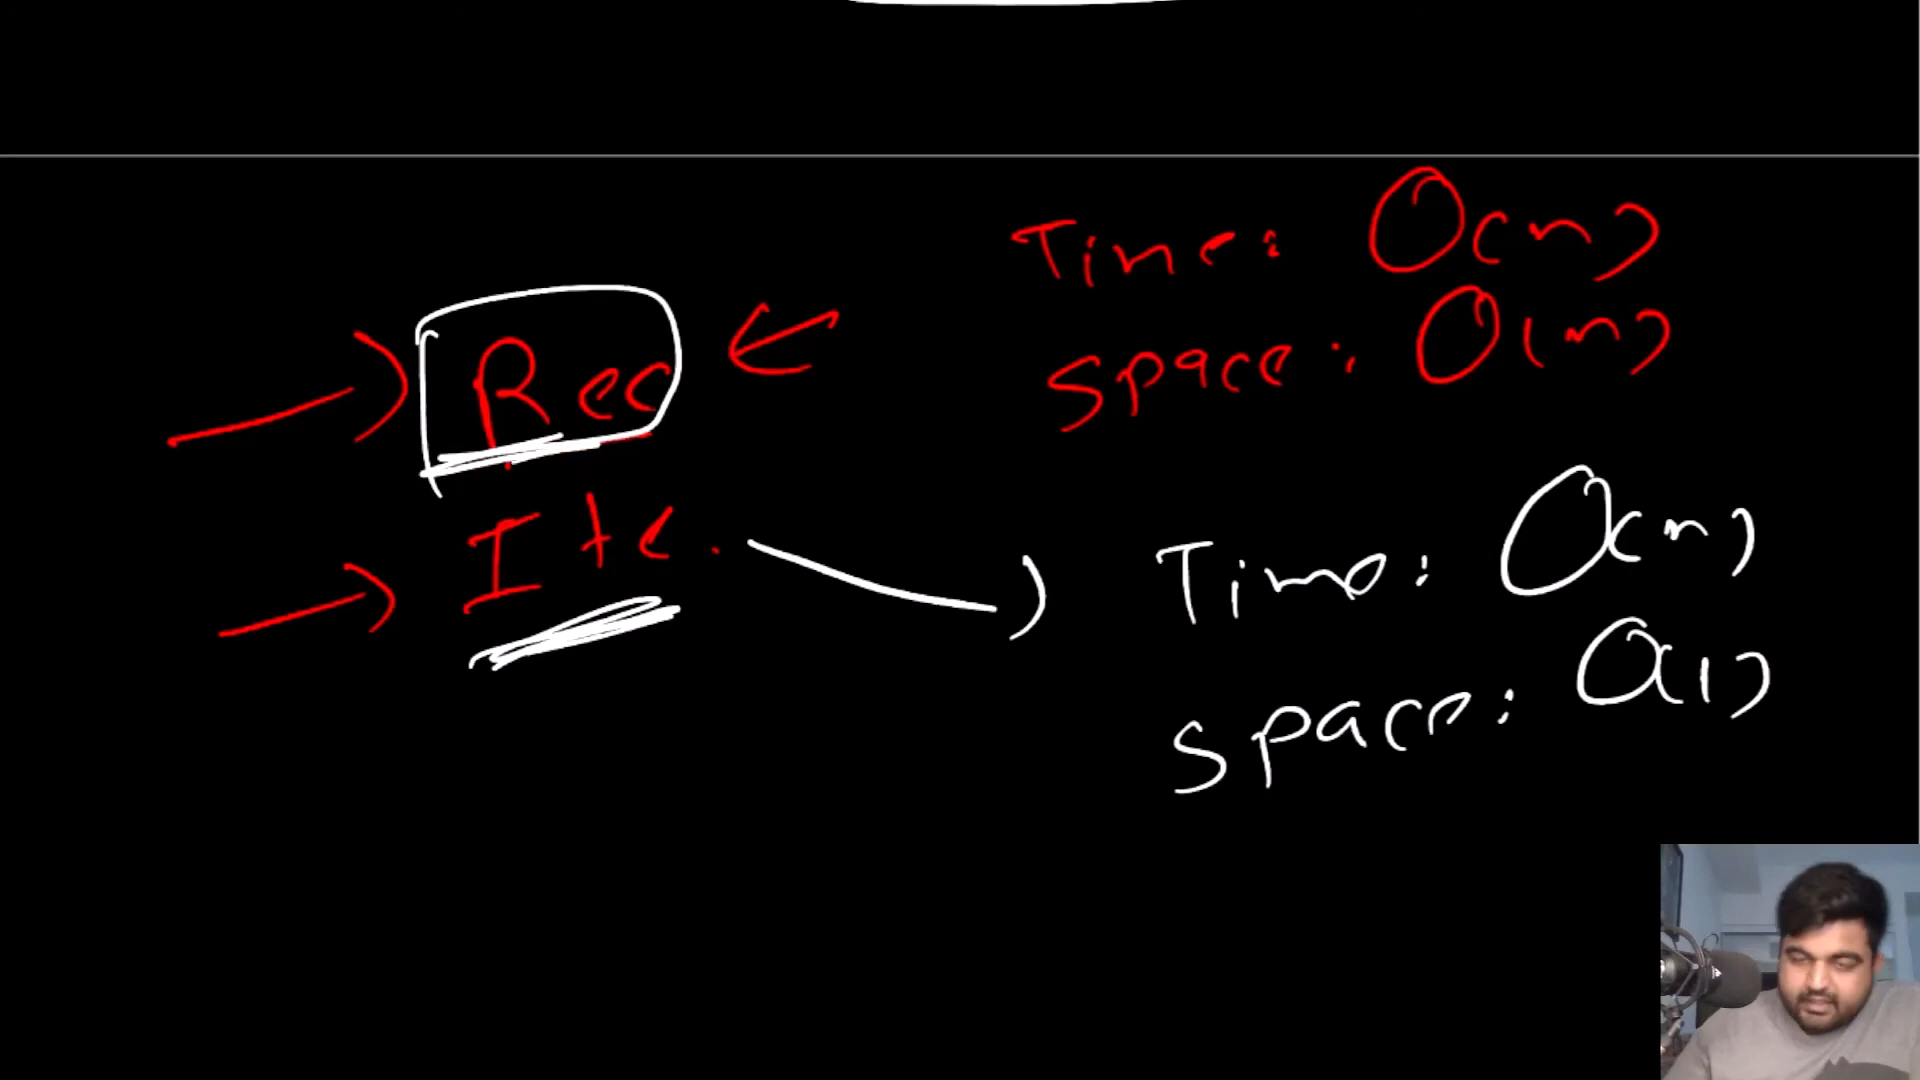 Time: O(n)
Space: O(n)
Rec
Ite.
Time: O(n)
Space: O(1)